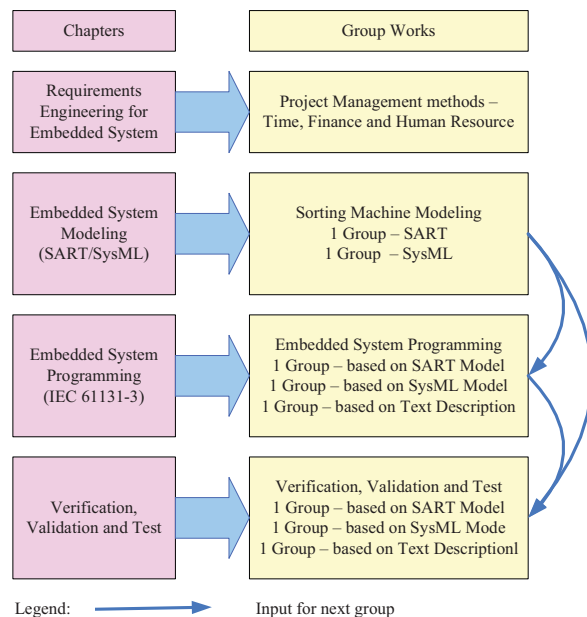 Chapters
Group Works
Requirements
Engineering for
Embedded System
Project Management methods –
Time, Finance and Human Resource
Embedded System
Modeling
(SART/SysML)
Sorting Machine Modeling
1 Group – SART
1 Group – SysML
Embedded System
Programming
(IEC 61131-3)
Embedded System Programming
1 Group – based on SART Model
1 Group – based on SysML Model
1 Group – based on Text Description
Verification,
Validation and Test
Verification, Validation and Test
1 Group – based on SART Model
1 Group – based on SysML Mode
1 Group – based on Text Descriptionl
Legend:
Input for next group